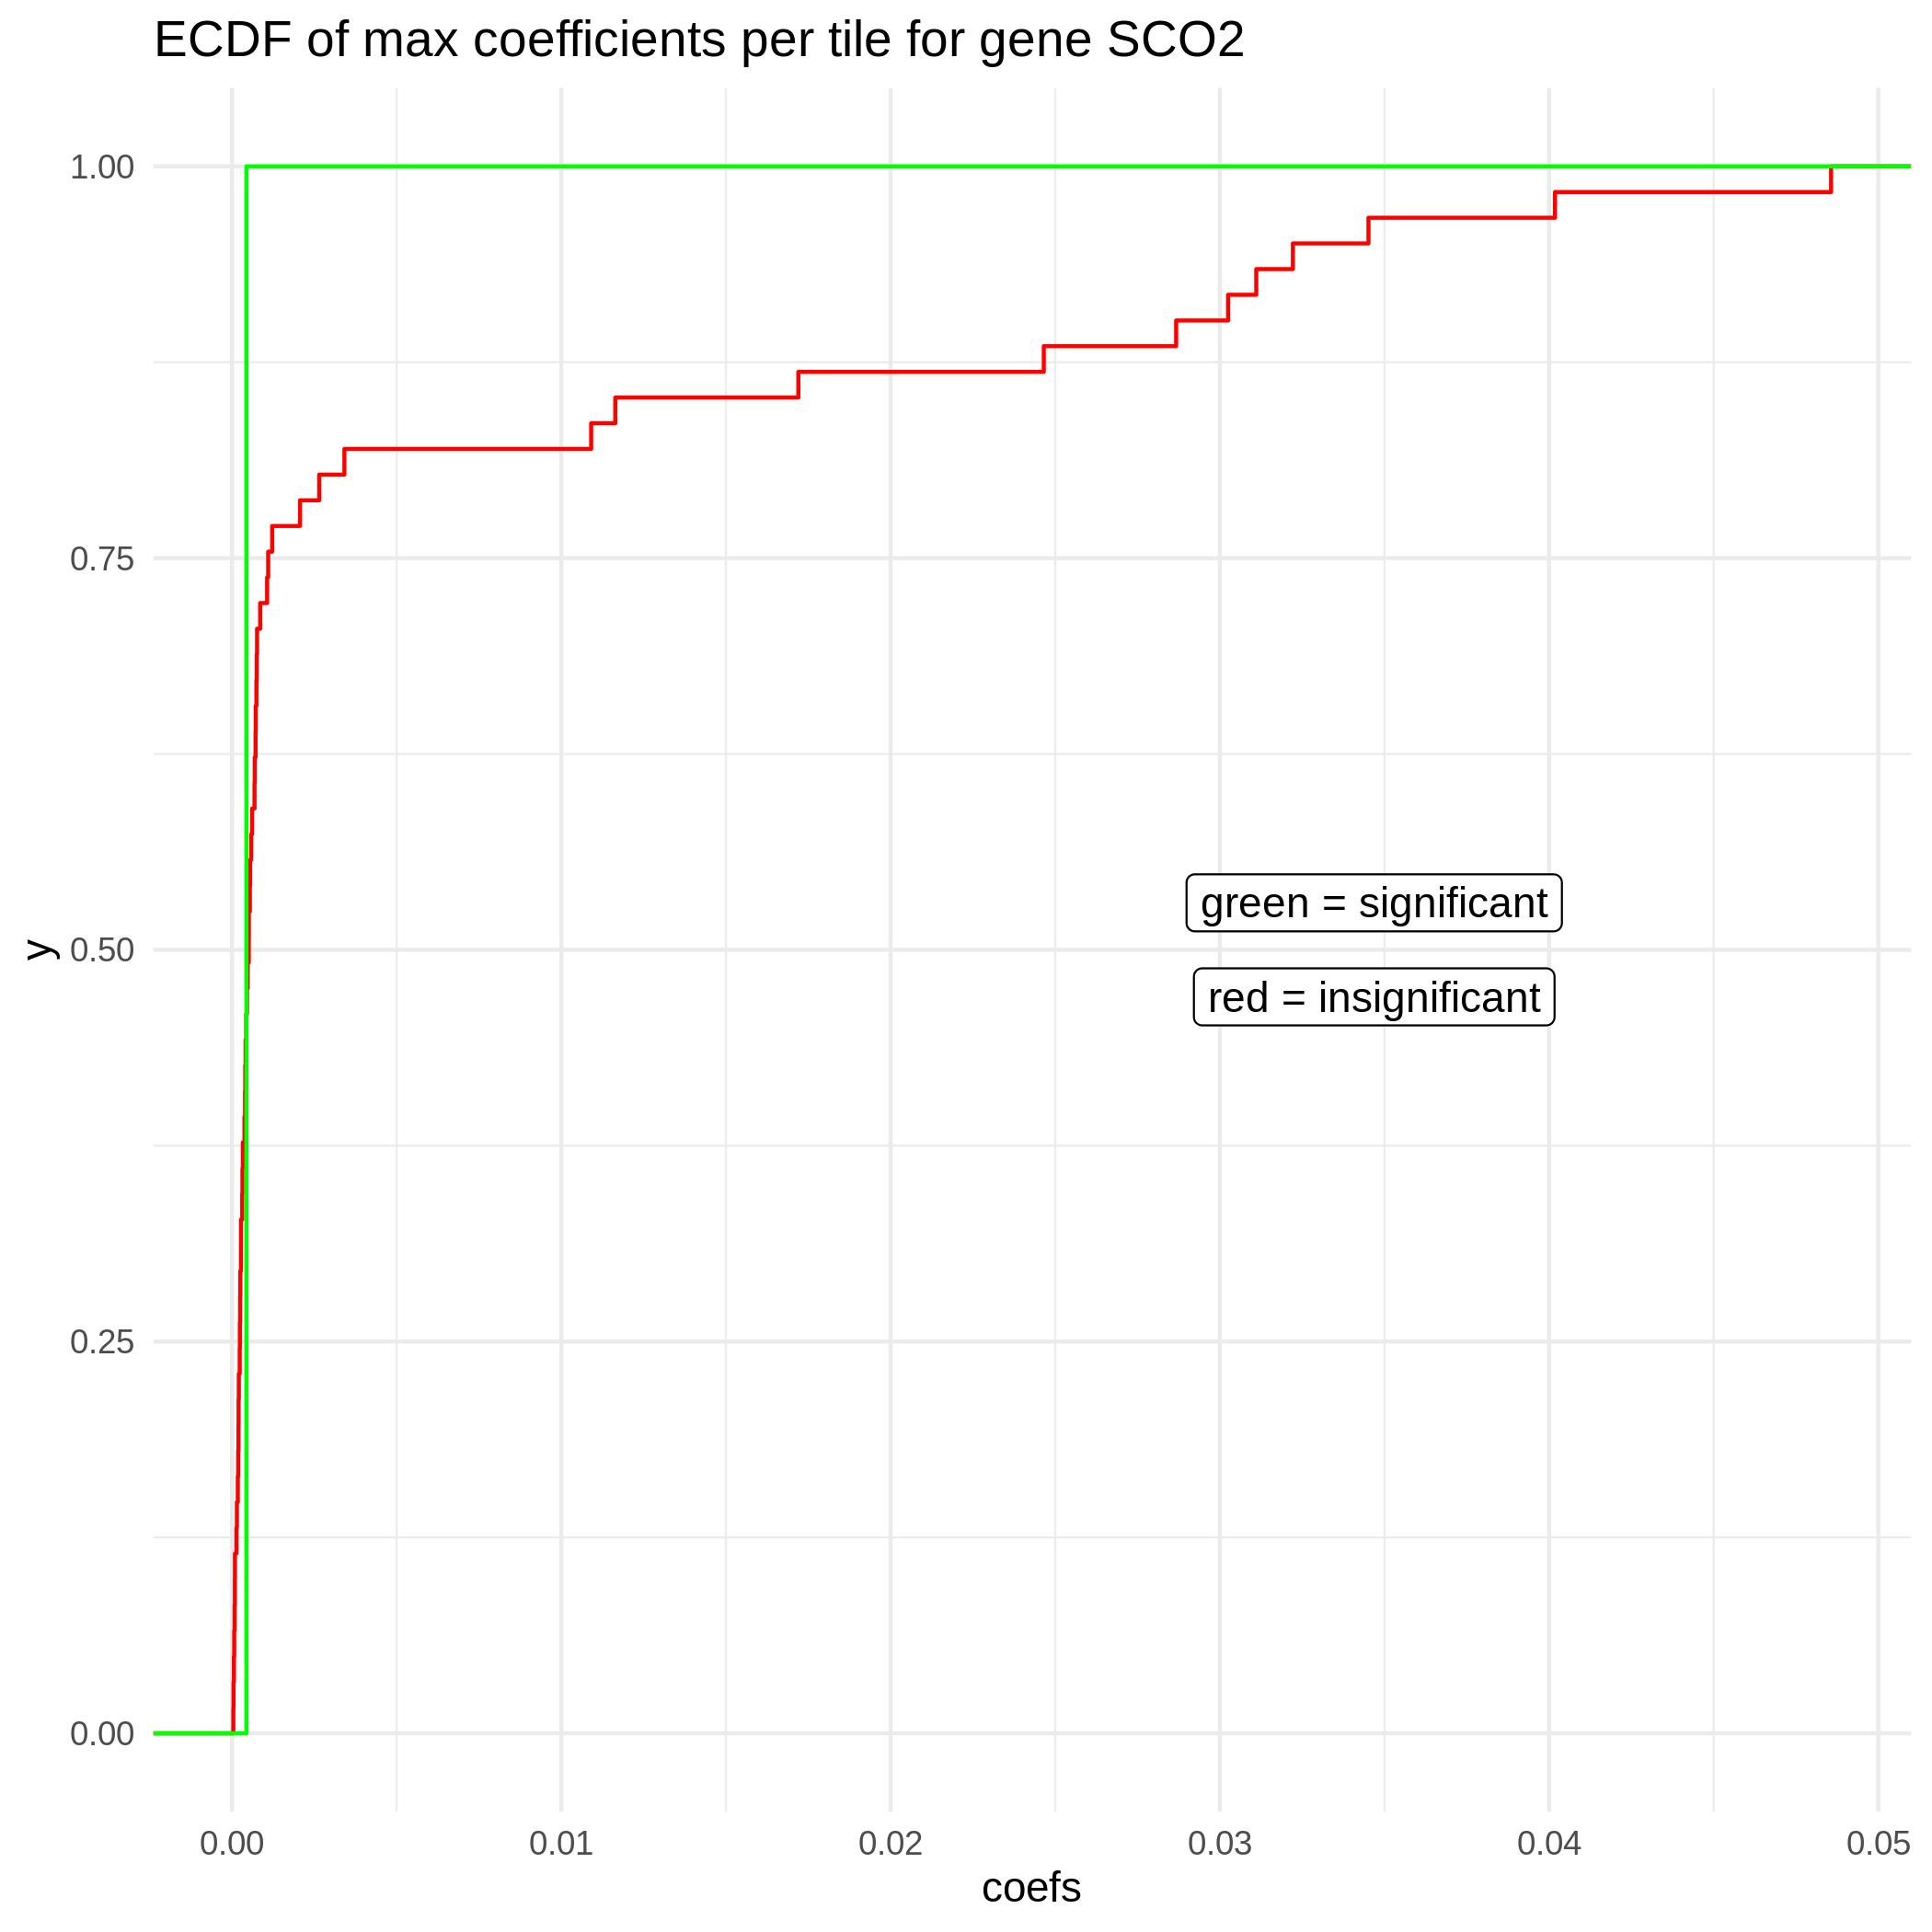 ECDF of max coefficients per tile for gene SCO2
1.00
0.75
0.50
0.25
0.00
y
green = significant
red = insignificant
0.00 0.01 0.02 0.03 0.04 0.05
coefs